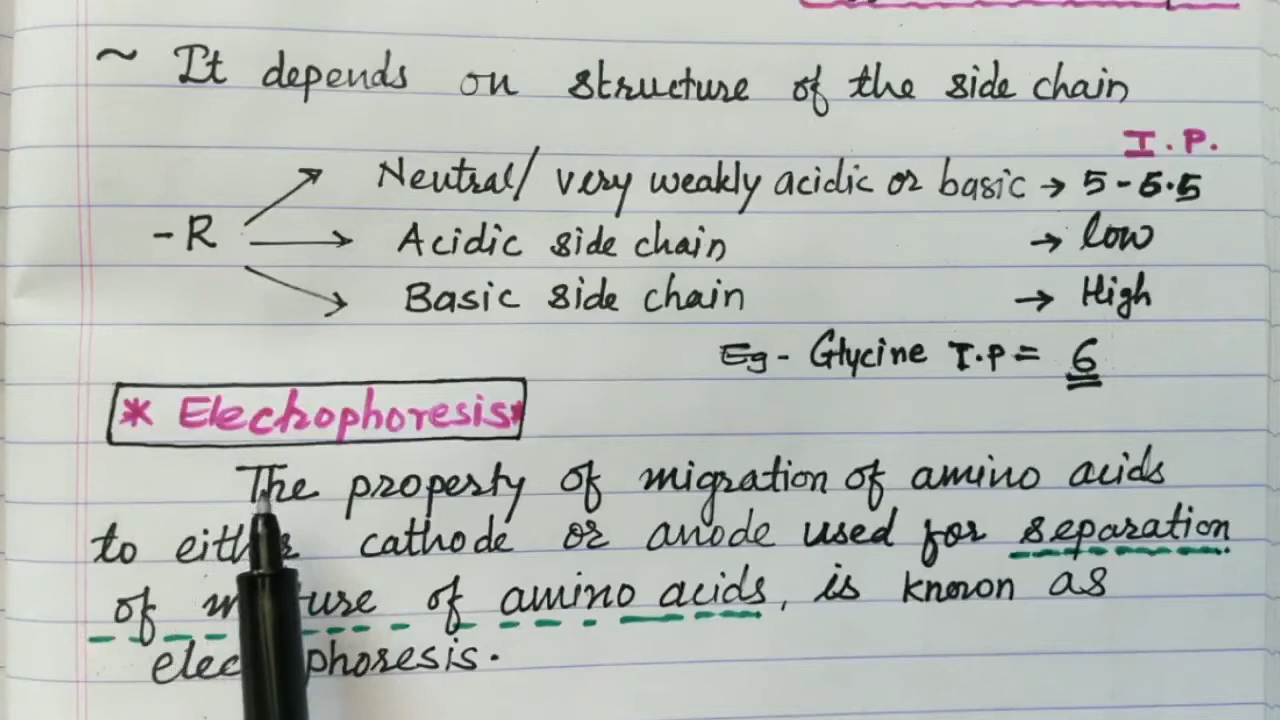 ~ It depends on structure of the side chain
I.P.
Neutral/ very weakly acidic or basic → 5-5.5
-R → Acidic side chain → low
Basic side chain → High
Eg - Glycine I.P = 6
* Electrophoresis*
The property of migration of amino acids
to either cathode or anode used for separation
of mixture of amino acids, is known as
electrophoresis.